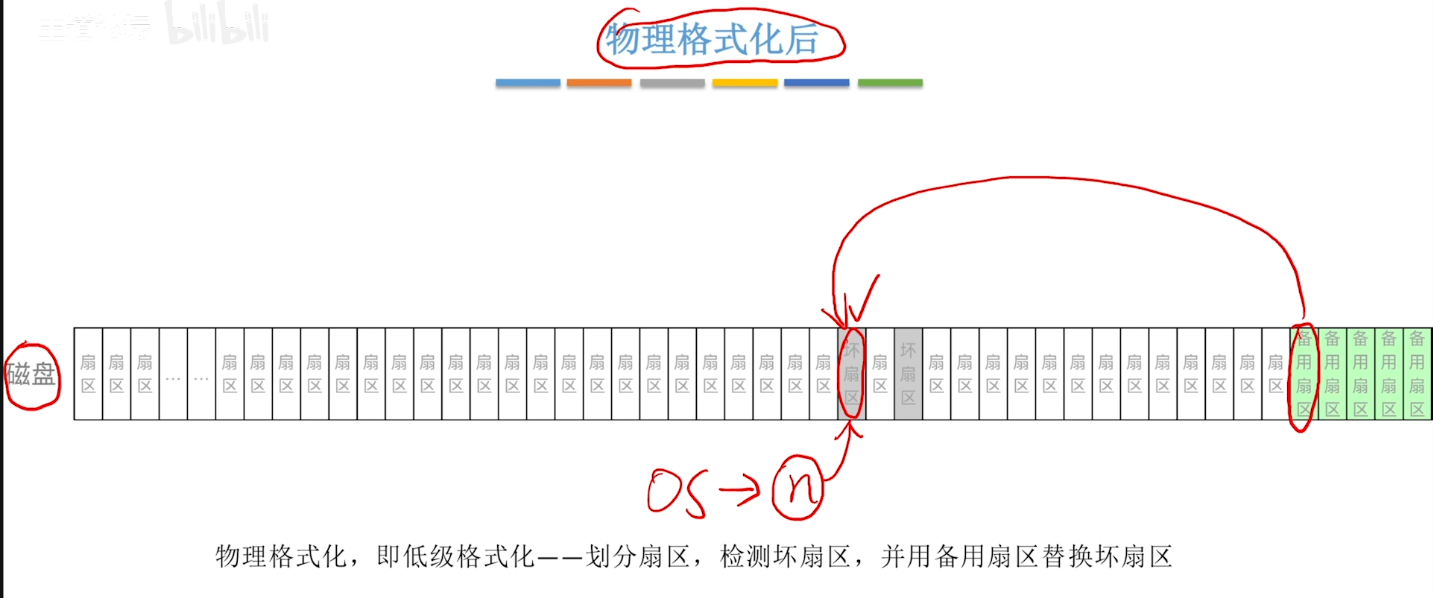 bilibili
物理格式化后
磁盘
扇区 扇区 扇区 …… 扇区 扇区 扇区 扇区 扇区 扇区 扇区 扇区 扇区 扇区 扇区 扇区 扇区 扇区 扇区 扇区 扇区 扇区 扇区 扇区 扇区 扇区 坏扇区 扇区 坏扇区 扇区 扇区 扇区 扇区 扇区 扇区 扇区 扇区 扇区 扇区 扇区 扇区 扇区 备用扇区 备用扇区 备用扇区 备用扇区 备用扇区
OS→n
物理格式化，即低级格式化——划分扇区，检测坏扇区，并用备用扇区替换坏扇区